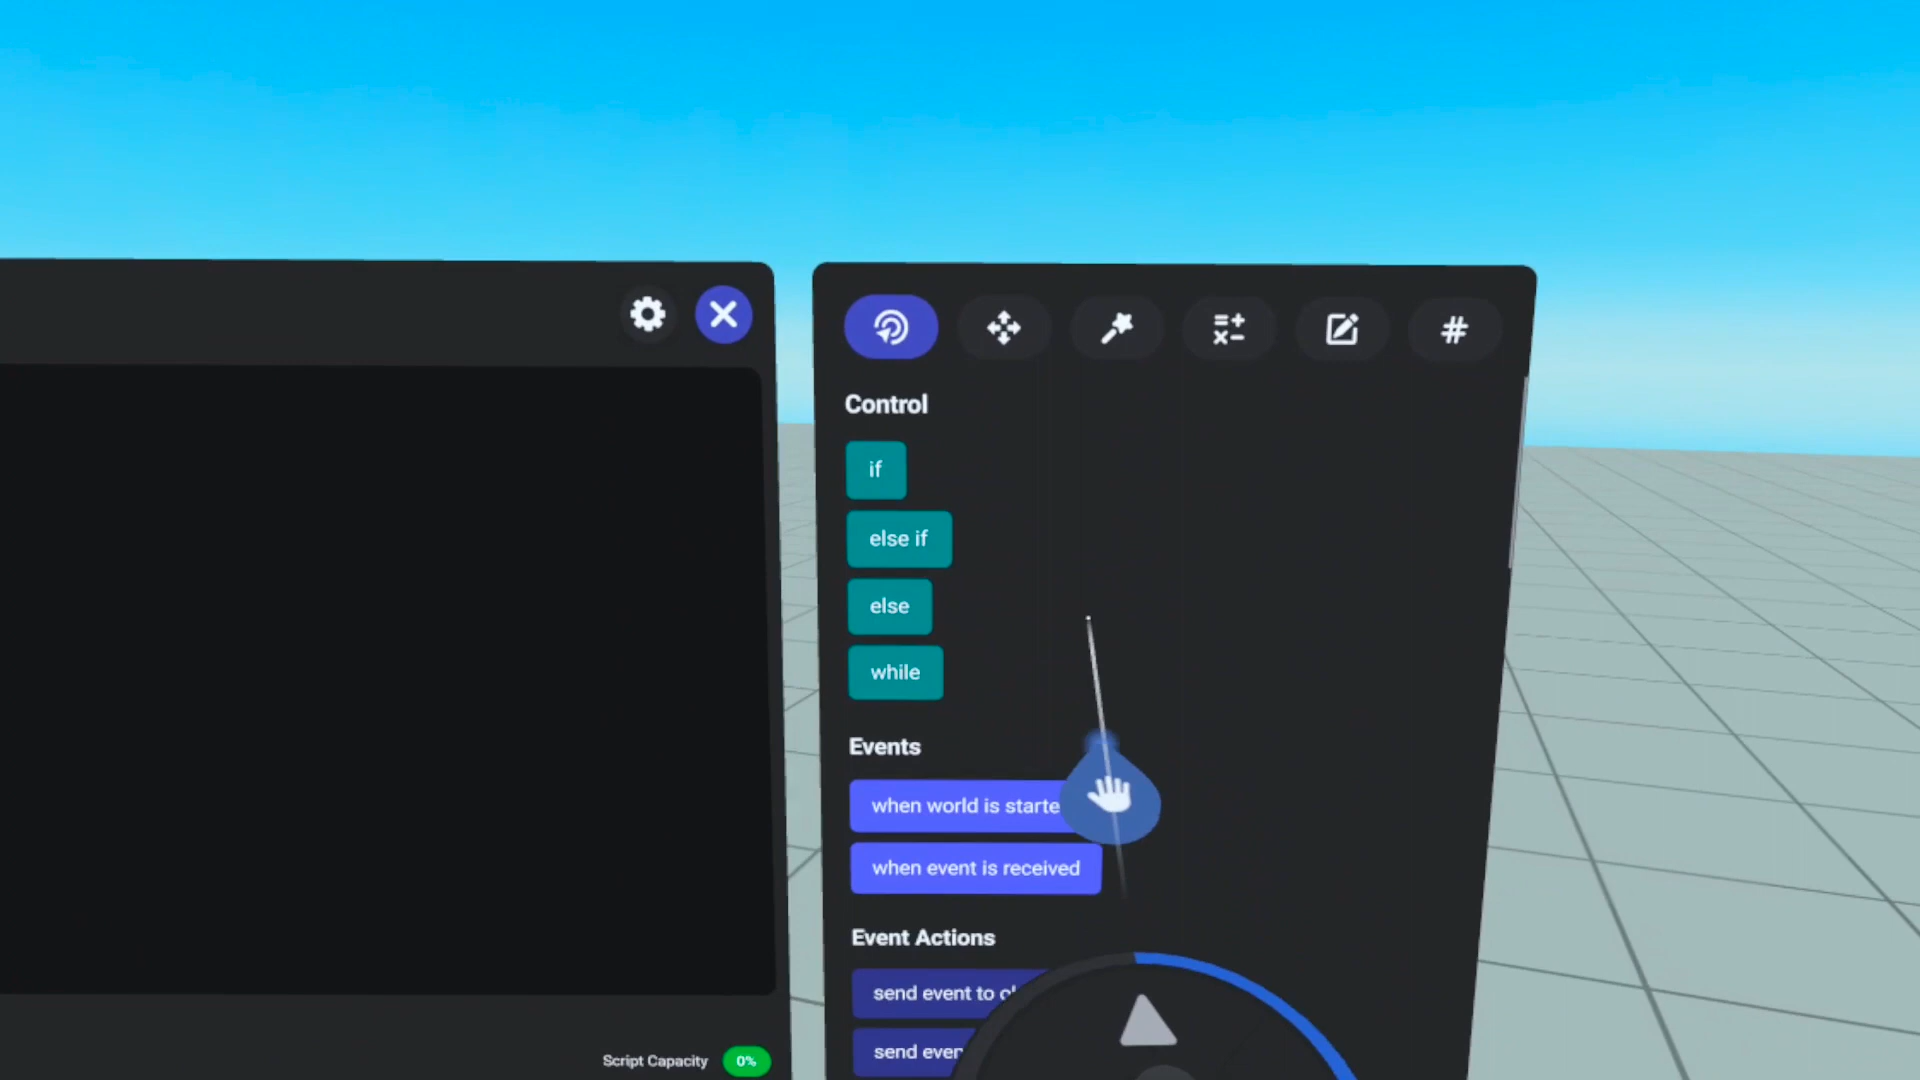 Control
if
else if
else
while
Events
when world is starte
when event is received
Event Actions
send event to
send
Script Capacity 0%
#